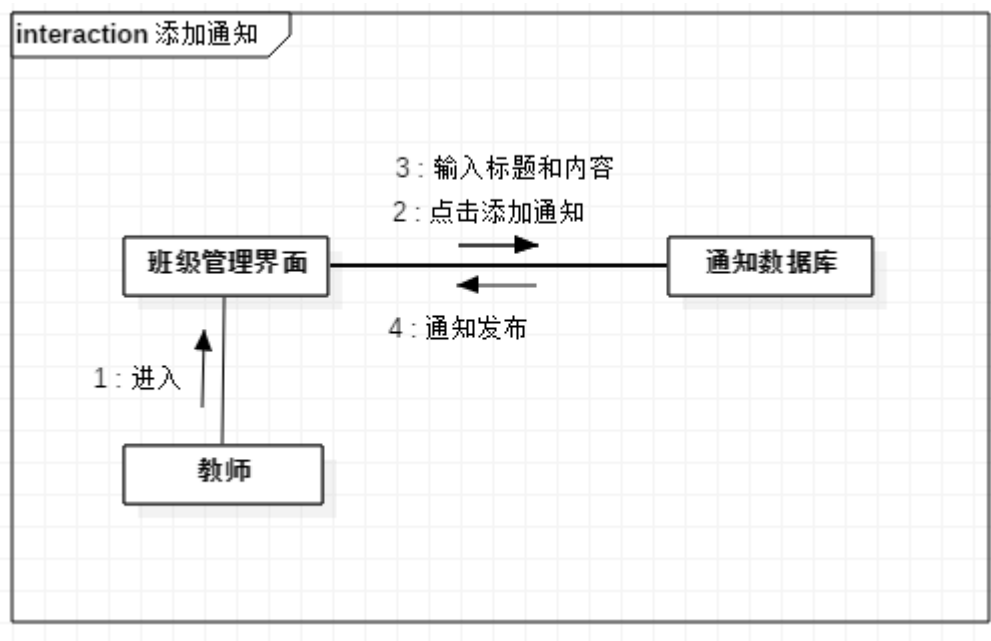 interaction 添加通知
3 : 输入标题和内容
2 : 点击添加通知
班级管理界面
通知数据库
4 : 通知发布
1 : 进入
教师